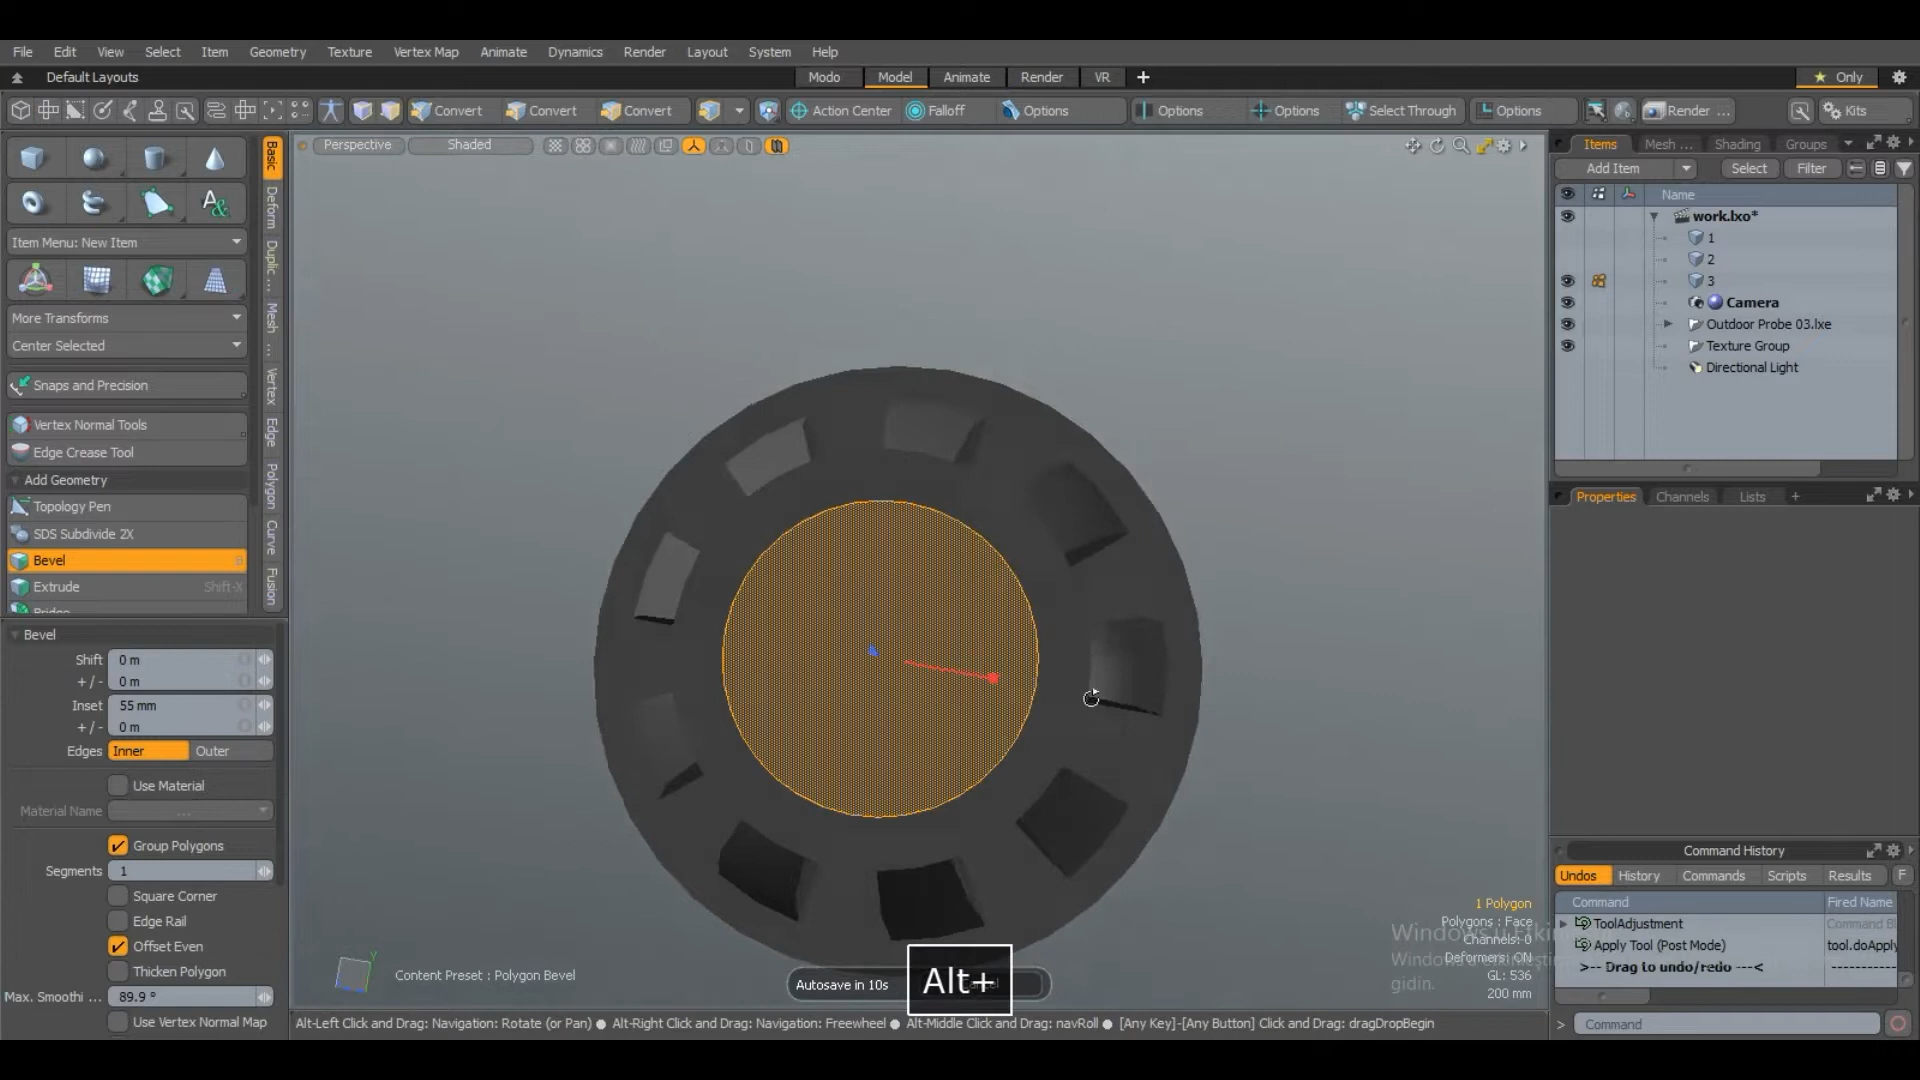 File Edit View Select Item Geometry Texture Vertex Map Animate Dynamics Render Layout System Help
Default Layouts
Modo Model Animate Render VR + Only
Convert Convert Convert Action Center Falloff Options Options Options Select Through Options Render ... Kits
Perspective Shaded
Items Mesh ... Shading Groups
Add Item Select Filter
Name
work.lxo*
1
2
3
Camera
Outdoor Probe 03.lxe
Texture Group
Directional Light
Basic
Deform
Duplic ...
Mesh ...
Vertex
Edge
Polygon
Curve
Fusion
Item Menu: New Item
More Transforms
Center Selected
Snaps and Precision
Vertex Normal Tools
Edge Crease Tool
Add Geometry
Topology Pen
SDS Subdivide 2X
Bevel
Extrude Shift-X
Bevel
Shift 0 m
+ / - 0 m
Inset 55 mm
+ / - 0 m
Edges Inner Outer
Use Material
Material Name ...
Group Polygons
Segments 1
Square Corner
Edge Rail
Offset Even
Thicken Polygon
Max. Smoothi ... 89.9 °
Use Vertex Normal Map
Properties Channels Lists +
1 Polygon
Polygons : Face
Channels: 0
Deformers: ON
GL: 536
200 mm
gidin.
Content Preset : Polygon Bevel
Autosave in 10s
Alt+
Alt-Left Click and Drag: Navigation: Rotate (or Pan) ● Alt-Right Click and Drag: Navigation: Freewheel ● Alt-Middle Click and Drag: navRoll ● [Any Key]-[Any Button] Click and Drag: dragDropBegin
Command History
Undos History Commands Scripts Results F
Command Fired Name
ToolAdjustment
Apply Tool (Post Mode) tool.doApply
>-- Drag to undo/redo ---<
> Command